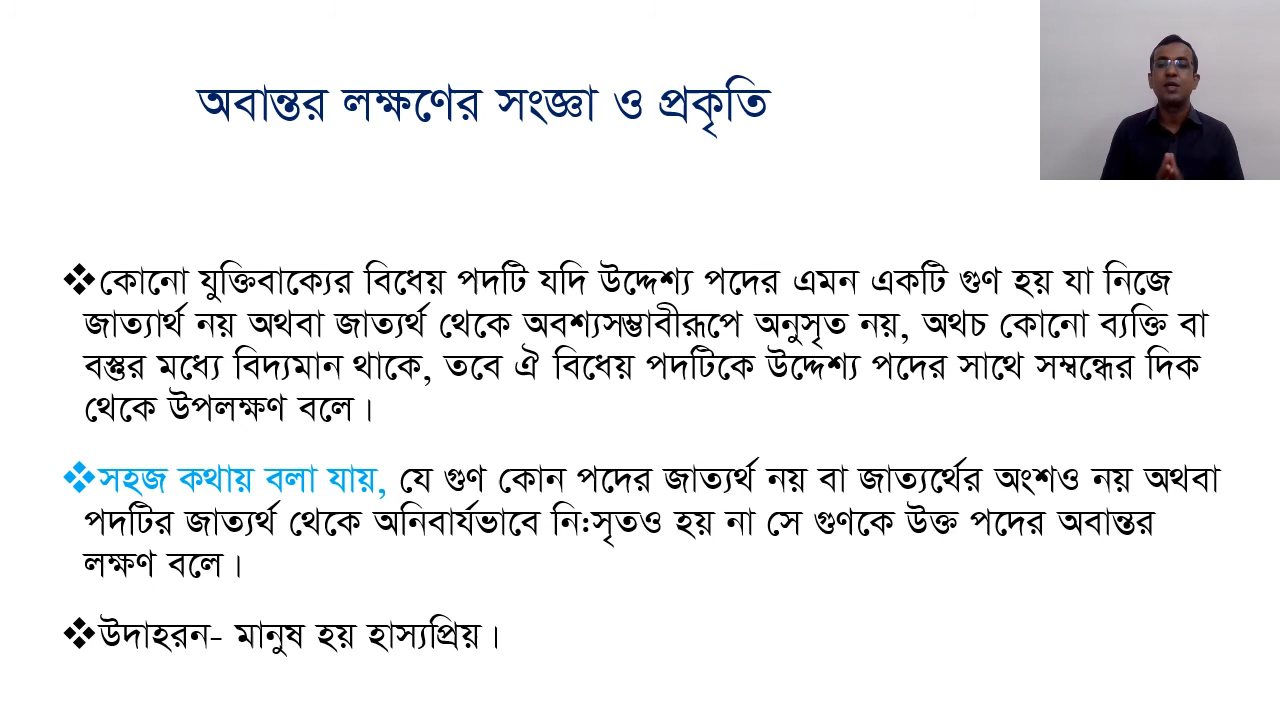 অবান্তর লক্ষণের সংজ্ঞা ও প্রকৃতি
❖কোনো যুক্তিবাক্যের বিধেয় পদটি যদি উদ্দেশ্য পদের এমন একটি গুণ হয় যা নিজে
জাত্যার্থ নয় অথবা জাত্যর্থ থেকে অবশ্যসম্ভাবীরূপে অনুসৃত নয়, অথচ কোনো ব্যক্তি বা
বস্তুর মধ্যে বিদ্যমান থাকে, তবে ঐ বিধেয় পদটিকে উদ্দেশ্য পদের সাথে সম্বন্ধের দিক
থেকে উপলক্ষণ বলে।
❖সহজ কথায় বলা যায়, যে গুণ কোন পদের জাত্যর্থ নয় বা জাত্যর্থের অংশও নয় অথবা
পদটির জাত্যর্থ থেকে অনিবার্যভাবে নি:সৃতও হয় না সে গুণকে উক্ত পদের অবান্তর
লক্ষণ বলে।
❖উদাহরন- মানুষ হয় হাস্যপ্রিয়।